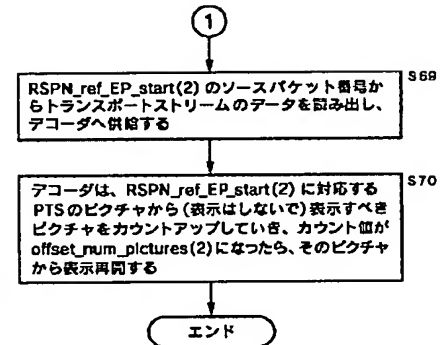 1
RSPN_ref_EP_start(2) のソースパケット番号か
らトランスポートストリームのデータを読み出し、
デコーダへ供給する
S69
デコーダは、RSPN_ref_EP_start(2) に対応する
PTSのピクチャから(表示はしないで)表示すべき
ピクチャをカウントアップしていき、カウント値が
offset_num_pictures(2)になったら、そのピクチャ
から表示再開する
S70
エンド